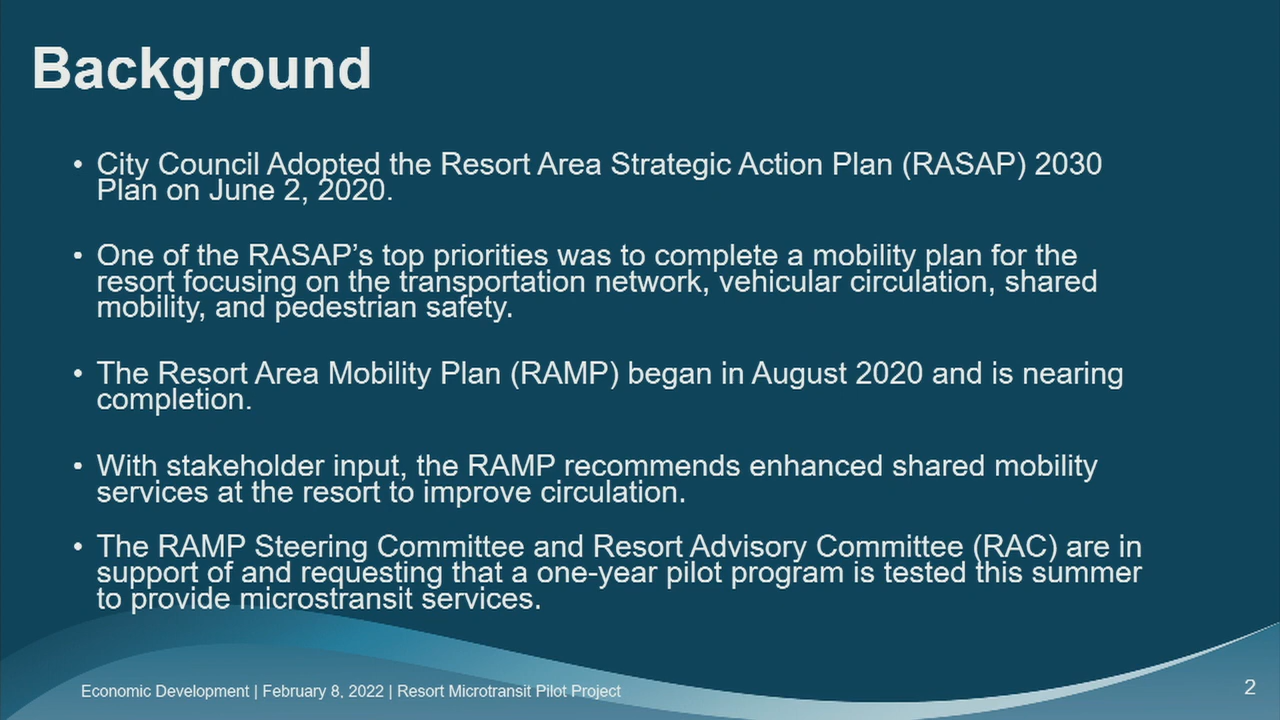 Background
• City Council Adopted the Resort Area Strategic Action Plan (RASAP) 2030
Plan on June 2, 2020.
• One of the RASAP’s top priorities was to complete a mobility plan for the
resort focusing on the transportation network, vehicular circulation, shared
mobility, and pedestrian safety.
• The Resort Area Mobility Plan (RAMP) began in August 2020 and is nearing
completion.
• With stakeholder input, the RAMP recommends enhanced shared mobility
services at the resort to improve circulation.
• The RAMP Steering Committee and Resort Advisory Committee (RAC) are in
support of and requesting that a one-year pilot program is tested this summer
to provide microstransit services.
Economic Development | February 8, 2022 | Resort Microtransit Pilot Project
2